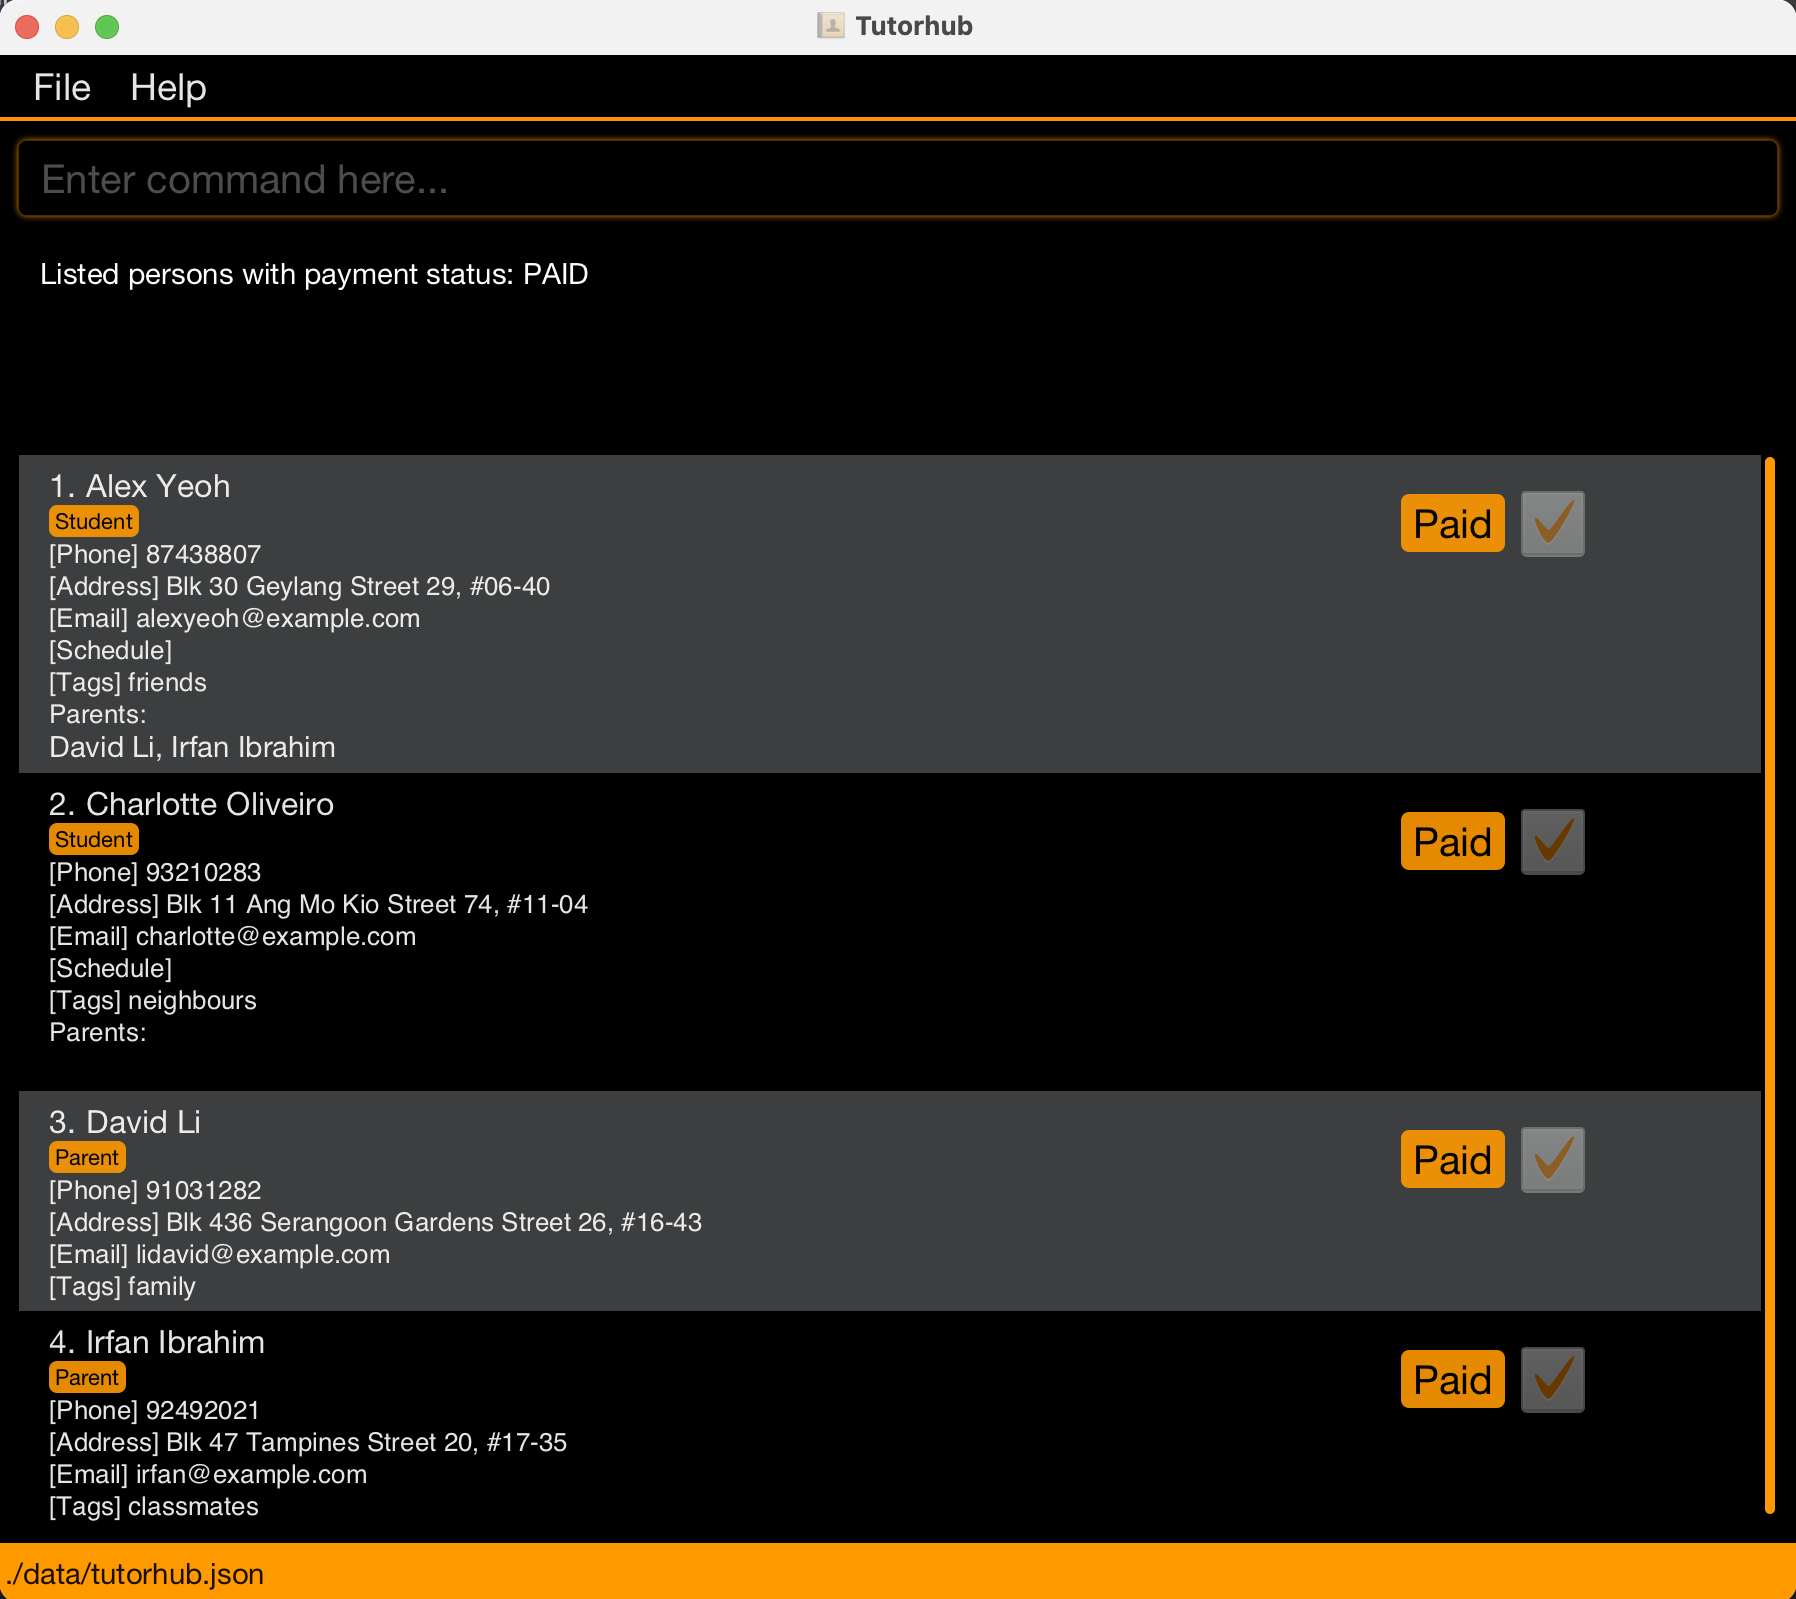 Tutorhub
File Help
Enter command here...
Listed persons with payment status: PAID
1. Alex Yeoh
Student
Paid
[Phone] 87438807
[Address] Blk 30 Geylang Street 29, #06-40
[Email] alexyeoh@example.com
[Schedule]
[Tags] friends
Parents:
David Li, Irfan Ibrahim
2. Charlotte Oliveiro
Student
Paid
[Phone] 93210283
[Address] Blk 11 Ang Mo Kio Street 74, #11-04
[Email] charlotte@example.com
[Schedule]
[Tags] neighbours
Parents:
3. David Li
Parent
Paid
[Phone] 91031282
[Address] Blk 436 Serangoon Gardens Street 26, #16-43
[Email] lidavid@example.com
[Tags] family
4. Irfan Ibrahim
Parent
Paid
[Phone] 92492021
[Address] Blk 47 Tampines Street 20, #17-35
[Email] irfan@example.com
[Tags] classmates
./data/tutorhub.json